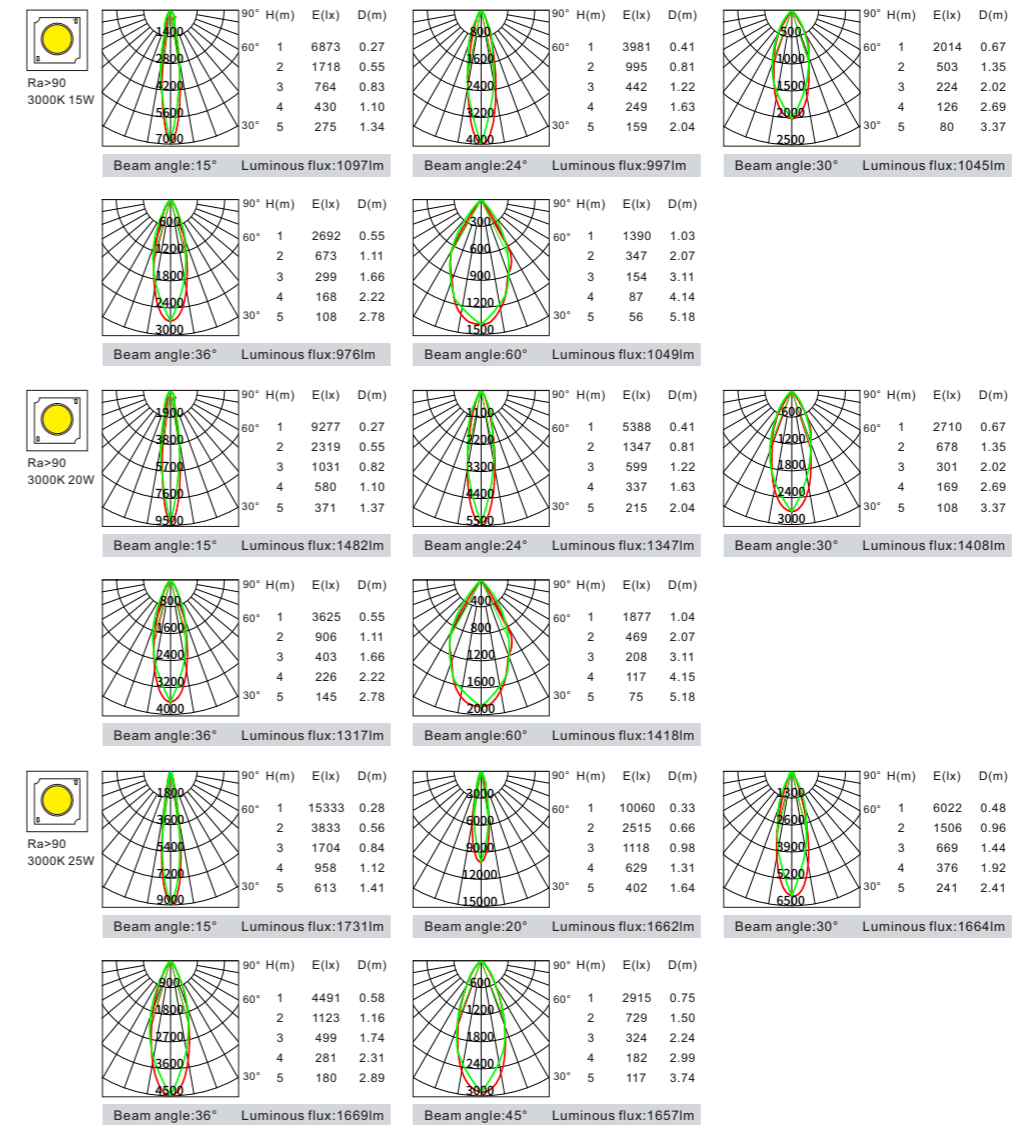 90° H(m) E(lx) D(m)
1400
60° 1 6873 0.27
2800
2 1718 0.55
4200
3 764 0.83
5600
4 430 1.10
7000
30° 5 275 1.34
Ra>90
3000K 15W
Beam angle:15° Luminous flux:1097lm
90° H(m) E(lx) D(m)
800
60° 1 3981 0.41
1600
2 995 0.81
2400
3 442 1.22
3200
4 249 1.63
4000
30° 5 159 2.04
Beam angle:24° Luminous flux:997lm
90° H(m) E(lx) D(m)
500
60° 1 2014 0.67
1000
2 503 1.35
1500
3 224 2.02
2000
4 126 2.69
2500
30° 5 80 3.37
Beam angle:30° Luminous flux:1045lm
90° H(m) E(lx) D(m)
600
60° 1 2692 0.55
1200
2 673 1.11
1800
3 299 1.66
2400
4 168 2.22
3000
30° 5 108 2.78
Beam angle:36° Luminous flux:976lm
90° H(m) E(lx) D(m)
300
60° 1 1390 1.03
600
2 347 2.07
900
3 154 3.11
1200
4 87 4.14
1500
30° 5 56 5.18
Beam angle:60° Luminous flux:1049lm
90° H(m) E(lx) D(m)
1900
60° 1 9277 0.27
3800
2 2319 0.55
5700
3 1031 0.82
7600
4 580 1.10
9500
30° 5 371 1.37
Ra>90
3000K 20W
Beam angle:15° Luminous flux:1482lm
90° H(m) E(lx) D(m)
1100
60° 1 5388 0.41
2200
2 1347 0.81
3300
3 599 1.22
4400
4 337 1.63
5500
30° 5 215 2.04
Beam angle:24° Luminous flux:1347lm
90° H(m) E(lx) D(m)
600
60° 1 2710 0.67
1200
2 678 1.35
1800
3 301 2.02
2400
4 169 2.69
3000
30° 5 108 3.37
Beam angle:30° Luminous flux:1408lm
90° H(m) E(lx) D(m)
800
60° 1 3625 0.55
1600
2 906 1.11
2400
3 403 1.66
3200
4 226 2.22
4000
30° 5 145 2.78
Beam angle:36° Luminous flux:1317lm
90° H(m) E(lx) D(m)
400
60° 1 1877 1.04
800
2 469 2.07
1200
3 208 3.11
1600
4 117 4.15
2000
30° 5 75 5.18
Beam angle:60° Luminous flux:1418lm
90° H(m) E(lx) D(m)
1800
60° 1 15333 0.28
3600
2 3833 0.56
5400
3 1704 0.84
7200
4 958 1.12
9000
30° 5 613 1.41
Ra>90
3000K 25W
Beam angle:15° Luminous flux:1731lm
90° H(m) E(lx) D(m)
3000
60° 1 10060 0.33
6000
2 2515 0.66
9000
3 1118 0.98
12000
4 629 1.31
15000
30° 5 402 1.64
Beam angle:20° Luminous flux:1662lm
90° H(m) E(lx) D(m)
1300
60° 1 6022 0.48
2600
2 1506 0.96
3900
3 669 1.44
5200
4 376 1.92
6500
30° 5 241 2.41
Beam angle:30° Luminous flux:1664lm
90° H(m) E(lx) D(m)
900
60° 1 4491 0.58
1800
2 1123 1.16
2700
3 499 1.74
3600
4 281 2.31
4500
30° 5 180 2.89
Beam angle:36° Luminous flux:1669lm
90° H(m) E(lx) D(m)
600
60° 1 2915 0.75
1200
2 729 1.50
1800
3 324 2.24
2400
4 182 2.99
3000
30° 5 117 3.74
Beam angle:45° Luminous flux:1657lm